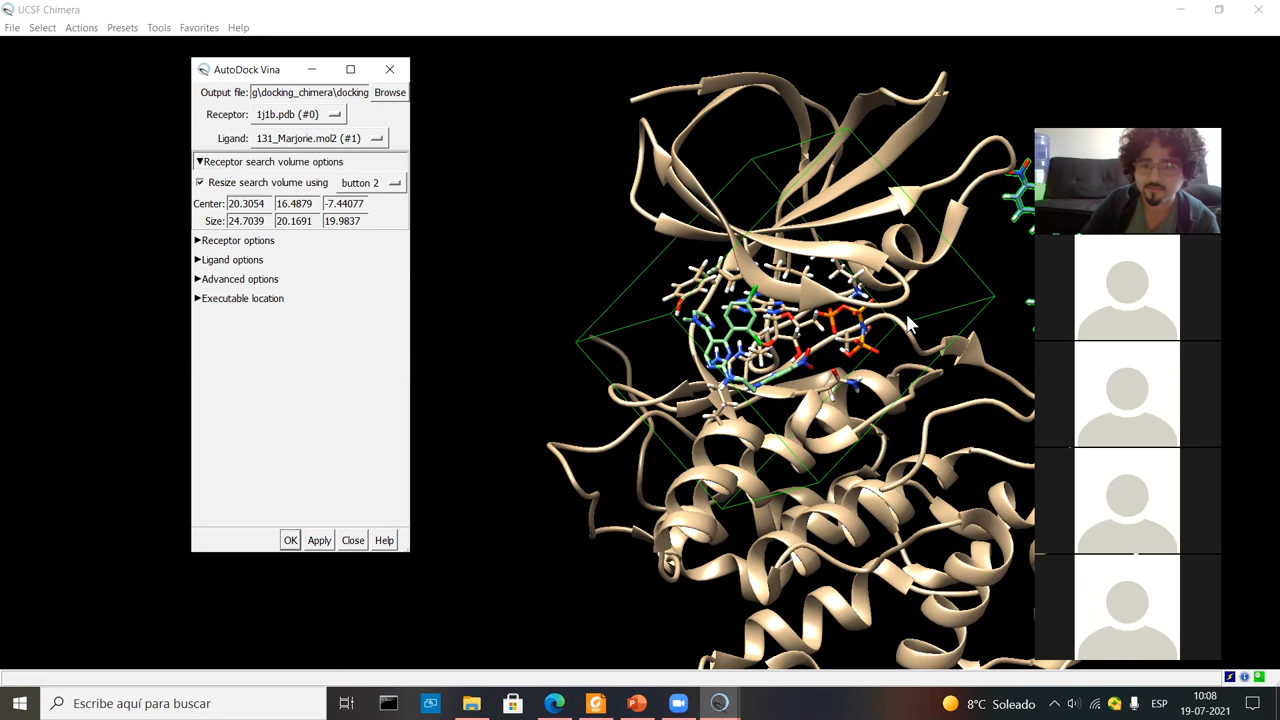 UCSF Chimera
File Select Actions Presets Tools Favorites Help
AutoDock Vina
Output file: g\docking_chimera\docking Browse
Receptor: 1j1b.pdb (#0)
Ligand: 131_Marjorie.mol2 (#1)
Receptor search volume options
Resize search volume using button 2
Center: 20.3054 16.4879 -7.44077
Size: 24.7039 20.1691 19.9837
Receptor options
Ligand options
Advanced options
Executable location
OK Apply Close Help
Escribe aquí para buscar
8°C Soleado
ESP
10:08
19-07-2021